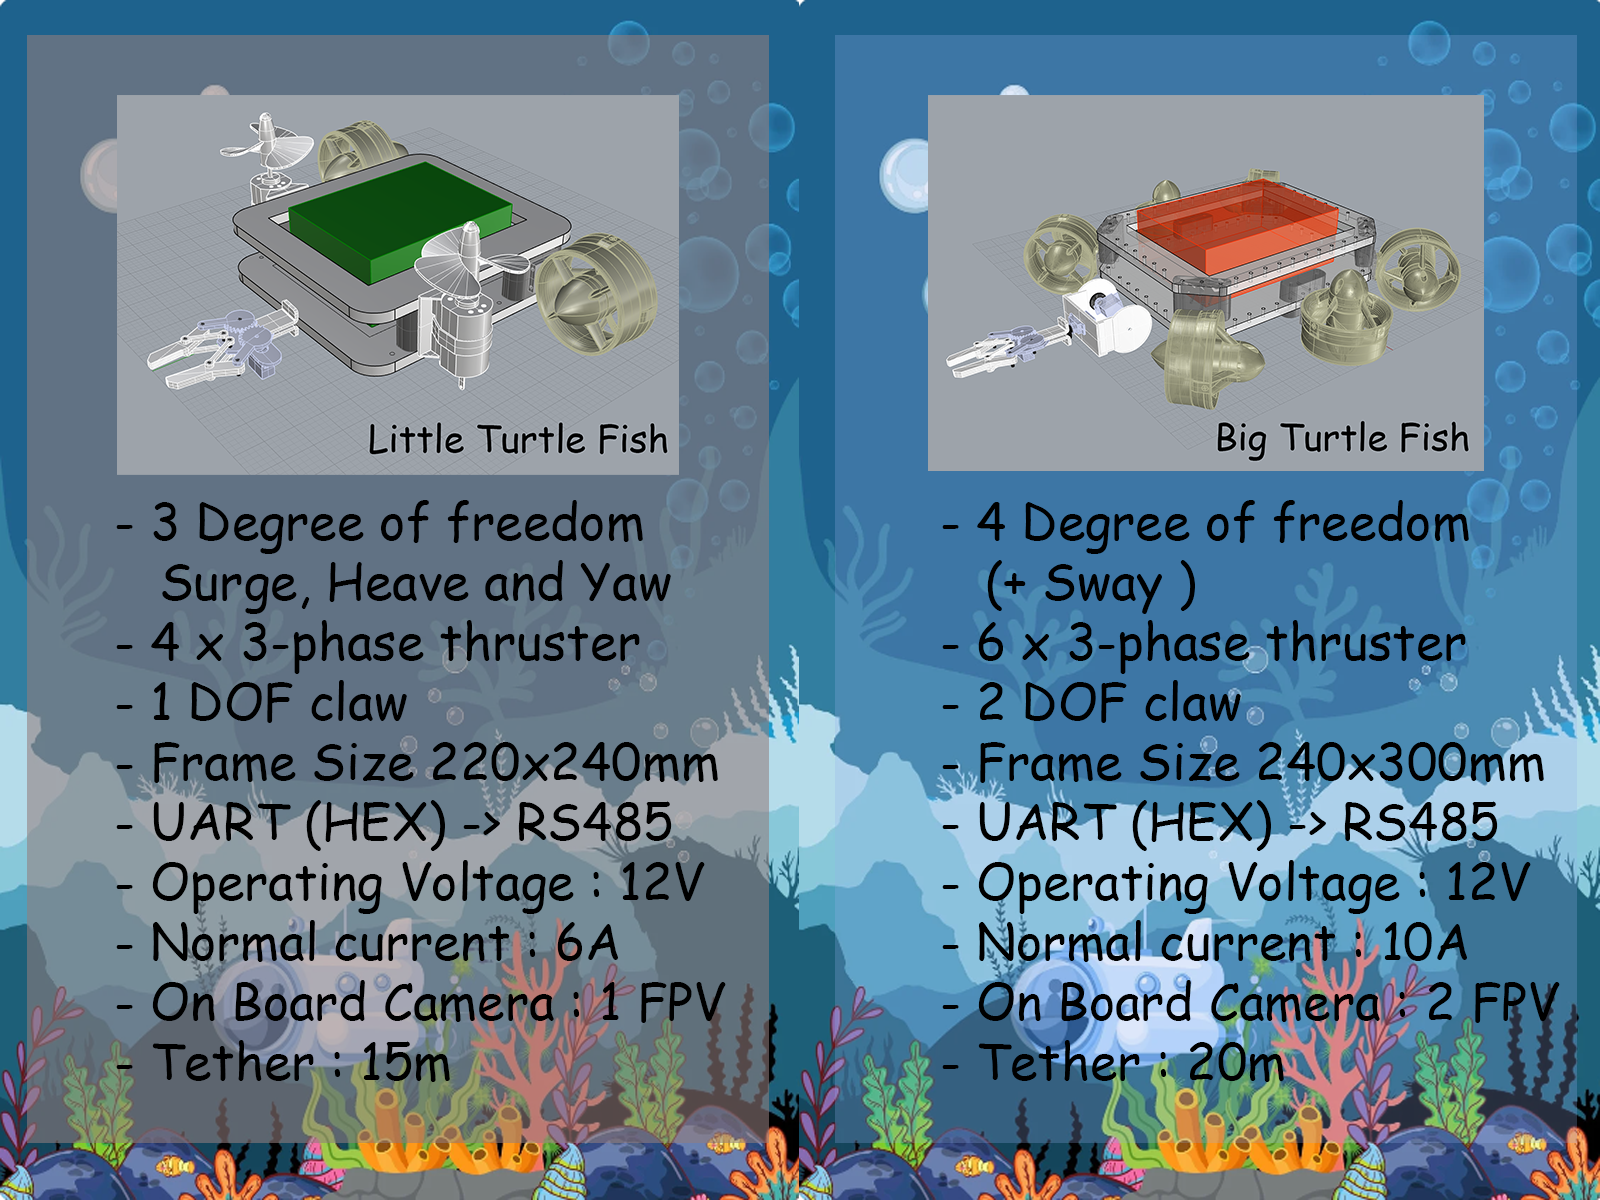 Little Turtle Fish
- 3 Degree of freedom
Surge, Heave and Yaw
- 4 x 3-phase thruster
- 1 DOF claw
- Frame Size 220x240mm
- UART (HEX) -> RS485
- Operating Voltage : 12V
- Normal current : 6A
- On Board Camera : 1 FPV
- Tether : 15m
Big Turtle Fish
- 4 Degree of freedom
(+ Sway )
- 6 x 3-phase thruster
- 2 DOF claw
- Frame Size 240x300mm
- UART (HEX) -> RS485
- Operating Voltage : 12V
- Normal current : 10A
- On Board Camera : 2 FPV
- Tether : 20m